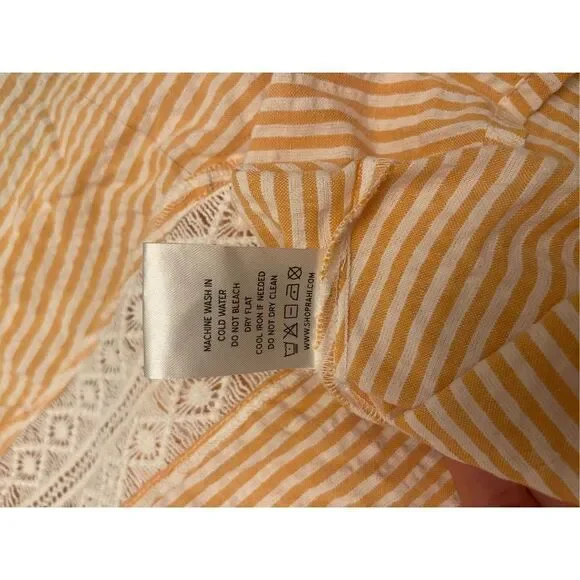 MACHINE WASH IN
COLD WATER
DO NOT BLEACH
DRY FLAT
COOL IRON IF NEEDED
DO NOT DRY CLEAN
WWW.SHOPRAHI.COM